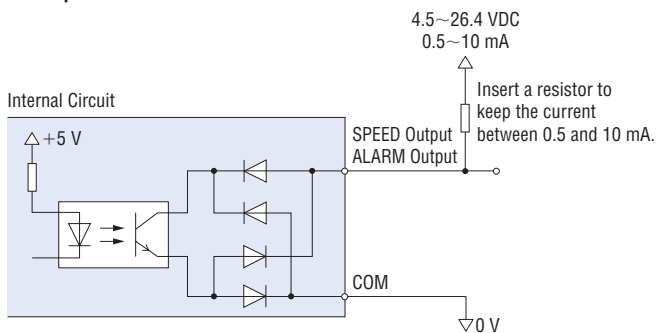 4.5～26.4 VDC
0.5～10 mA
Insert a resistor to
keep the current
between 0.5 and 10 mA.
Internal Circuit
+5 V
SPEED Output
ALARM Output
COM
0 V